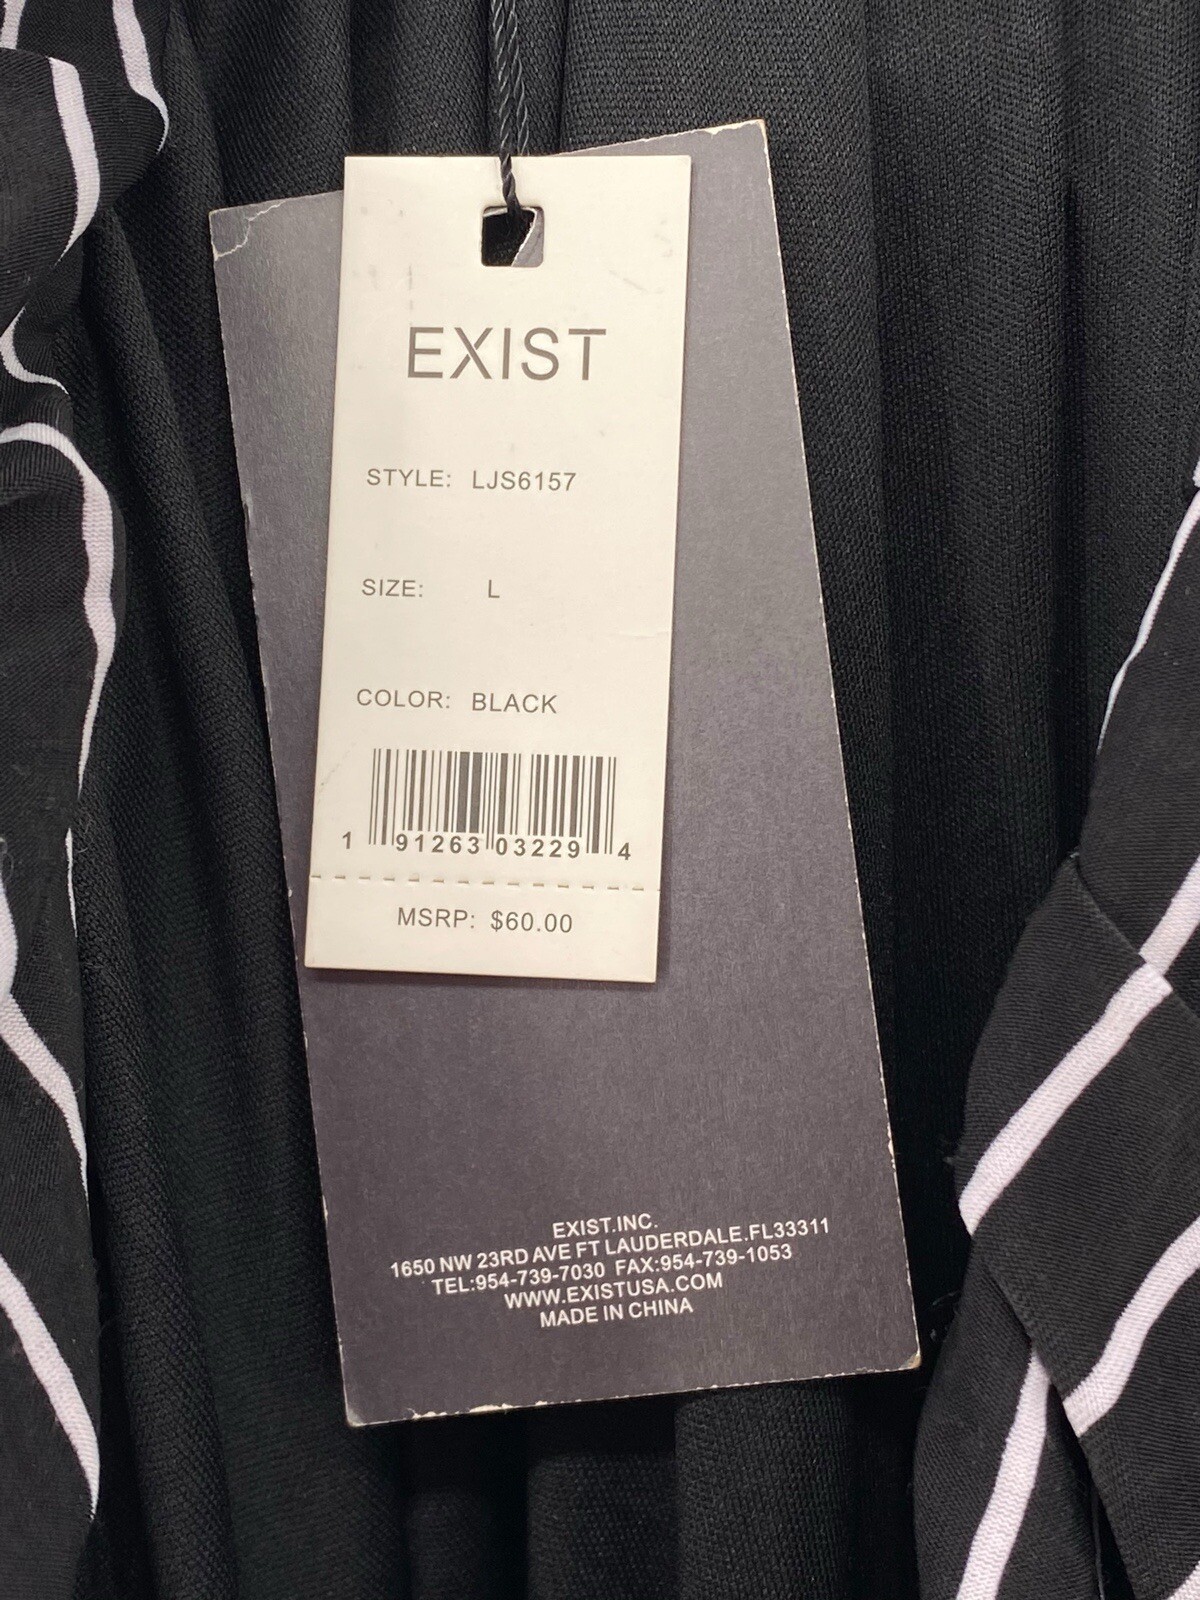 EXIST
STYLE: LJS6157
SIZE: L
COLOR: BLACK
1 91263 03229 4
MSRP: $60.00
EXIST.INC.
1650 NW 23RD AVE FT LAUDERDALE.FL33311
TEL:954-739-7030 FAX:954-739-1053
WWW.EXISTUSA.COM
MADE IN CHINA